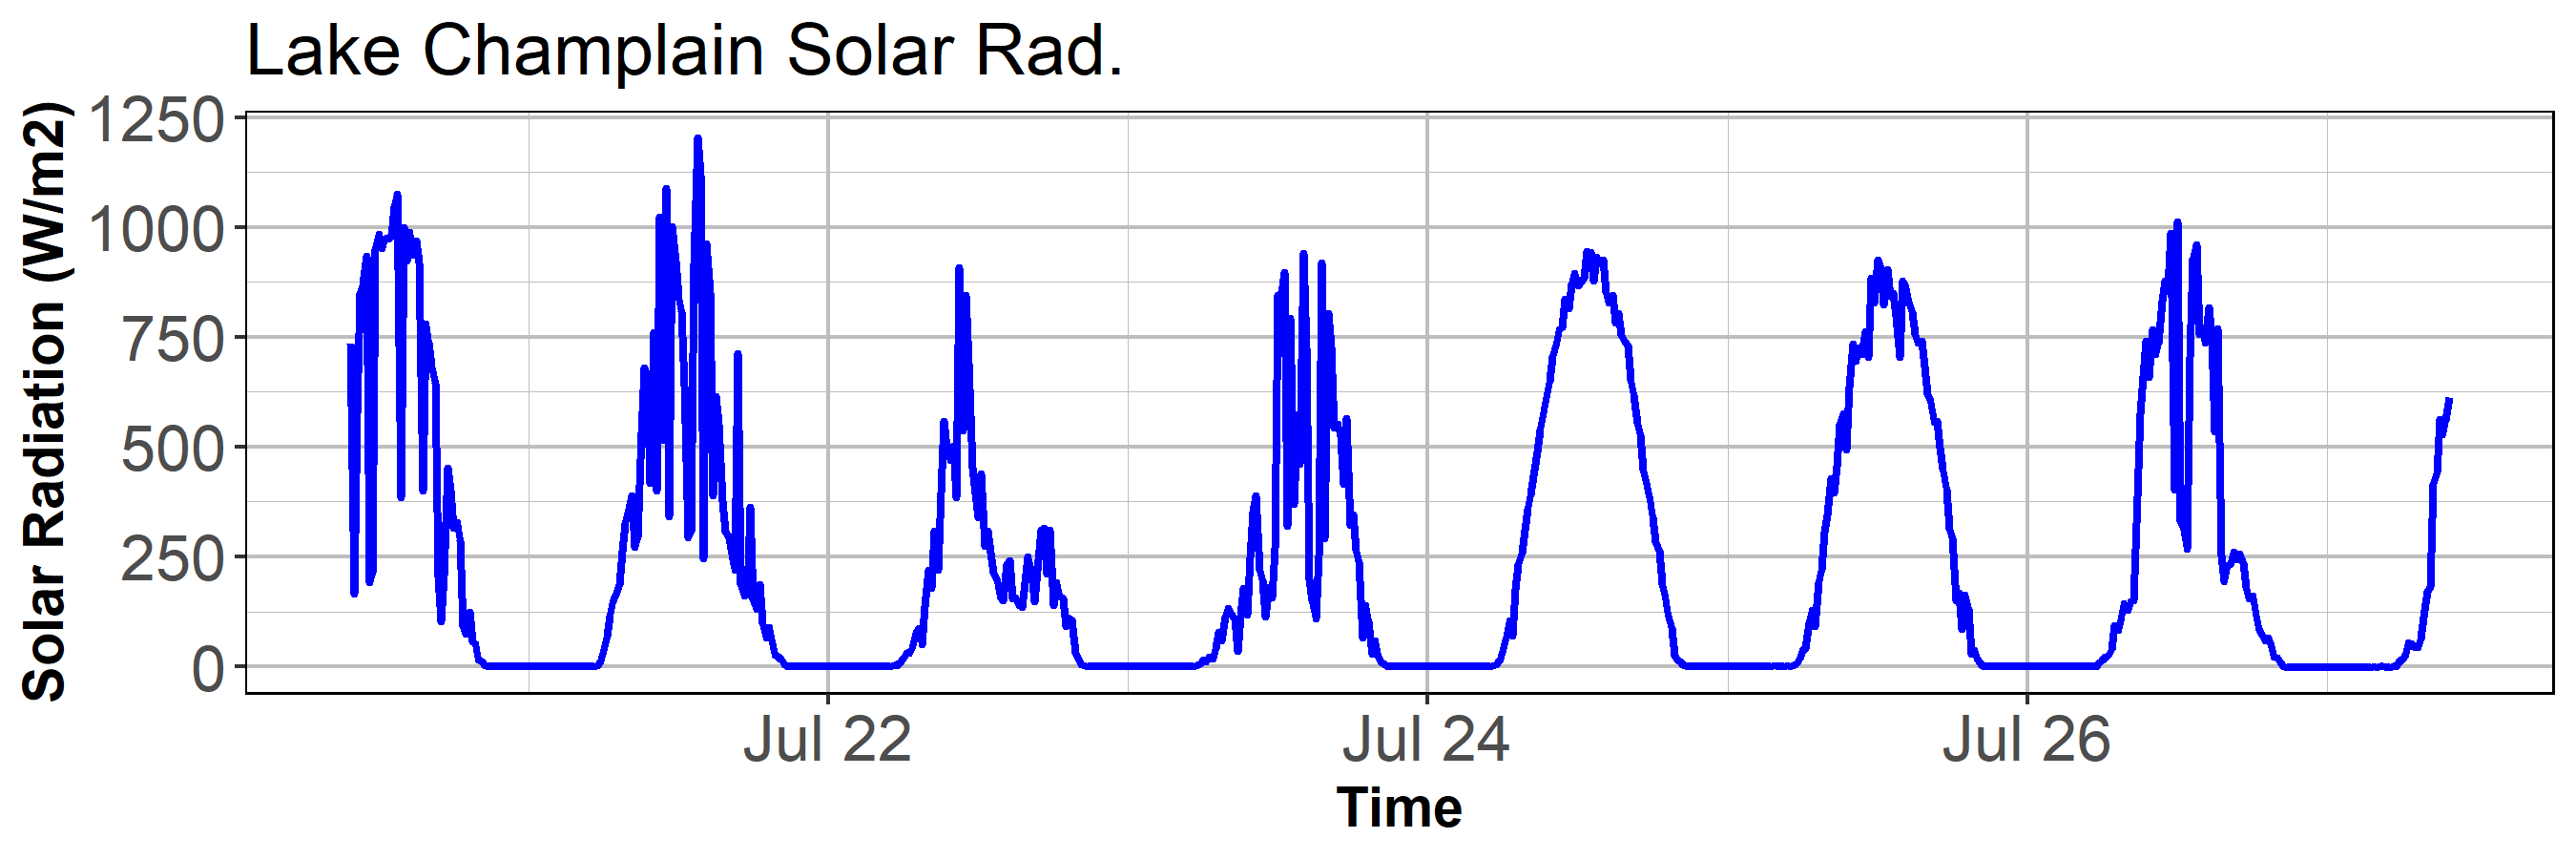 Lake Champlain Solar Rad.
Solar Radiation (W/m2)
1250
1000
750
500
250
0
Jul 22
Jul 24
Jul 26
Time